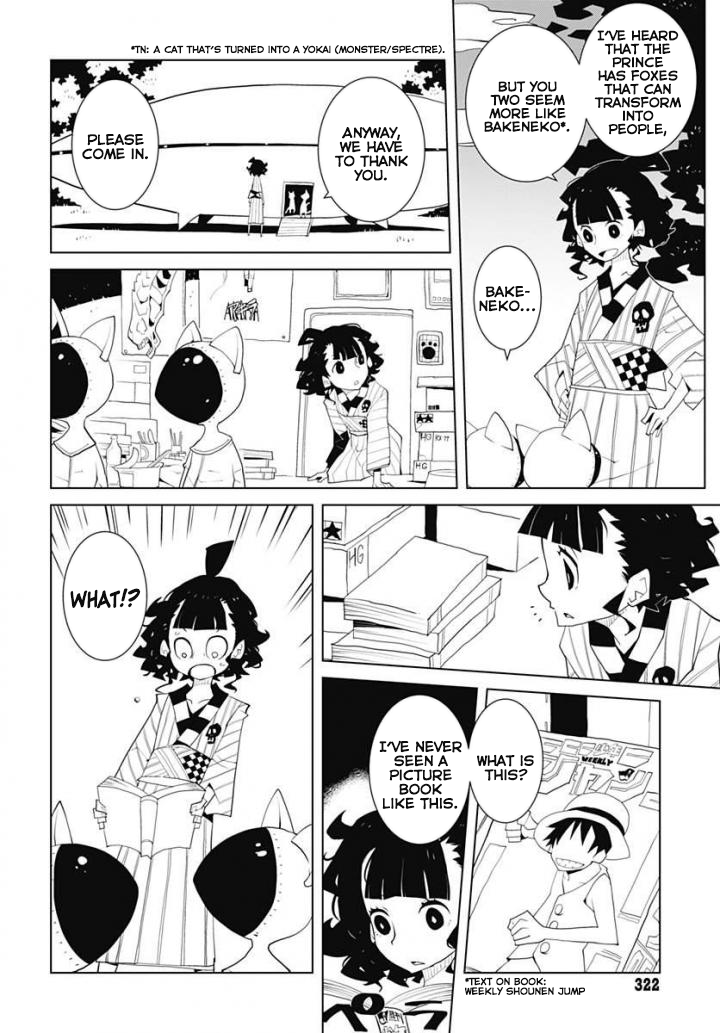 I'VE HEARD
THAT THE
PRINCE
HAS FOXES
THAT CAN
TRANSFORM
INTO
PEOPLE,
BUT YOU
TWO SEEM
MORE LIKE
BAKENEKO*.
BAKE-
NEKO...
*TN: A CAT THAT'S TURNED INTO A YOKAI (MONSTER/SPECTRE).
ANYWAY,
WE HAVE
TO THANK
YOU.
PLEASE
COME IN.
HG
HG
HG
WHAT IS
THIS?
WEEKLY
I'VE NEVER
SEEN A
PICTURE
BOOK
LIKE THIS.
*TEXT ON BOOK:
WEEKLY SHOUNEN JUMP
WHAT!?
322